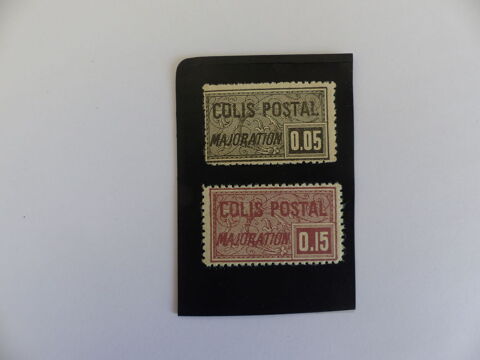 COLIS POSTAL
MAJORATION 0.05
COLIS POSTAL
MAJORATION 0.15